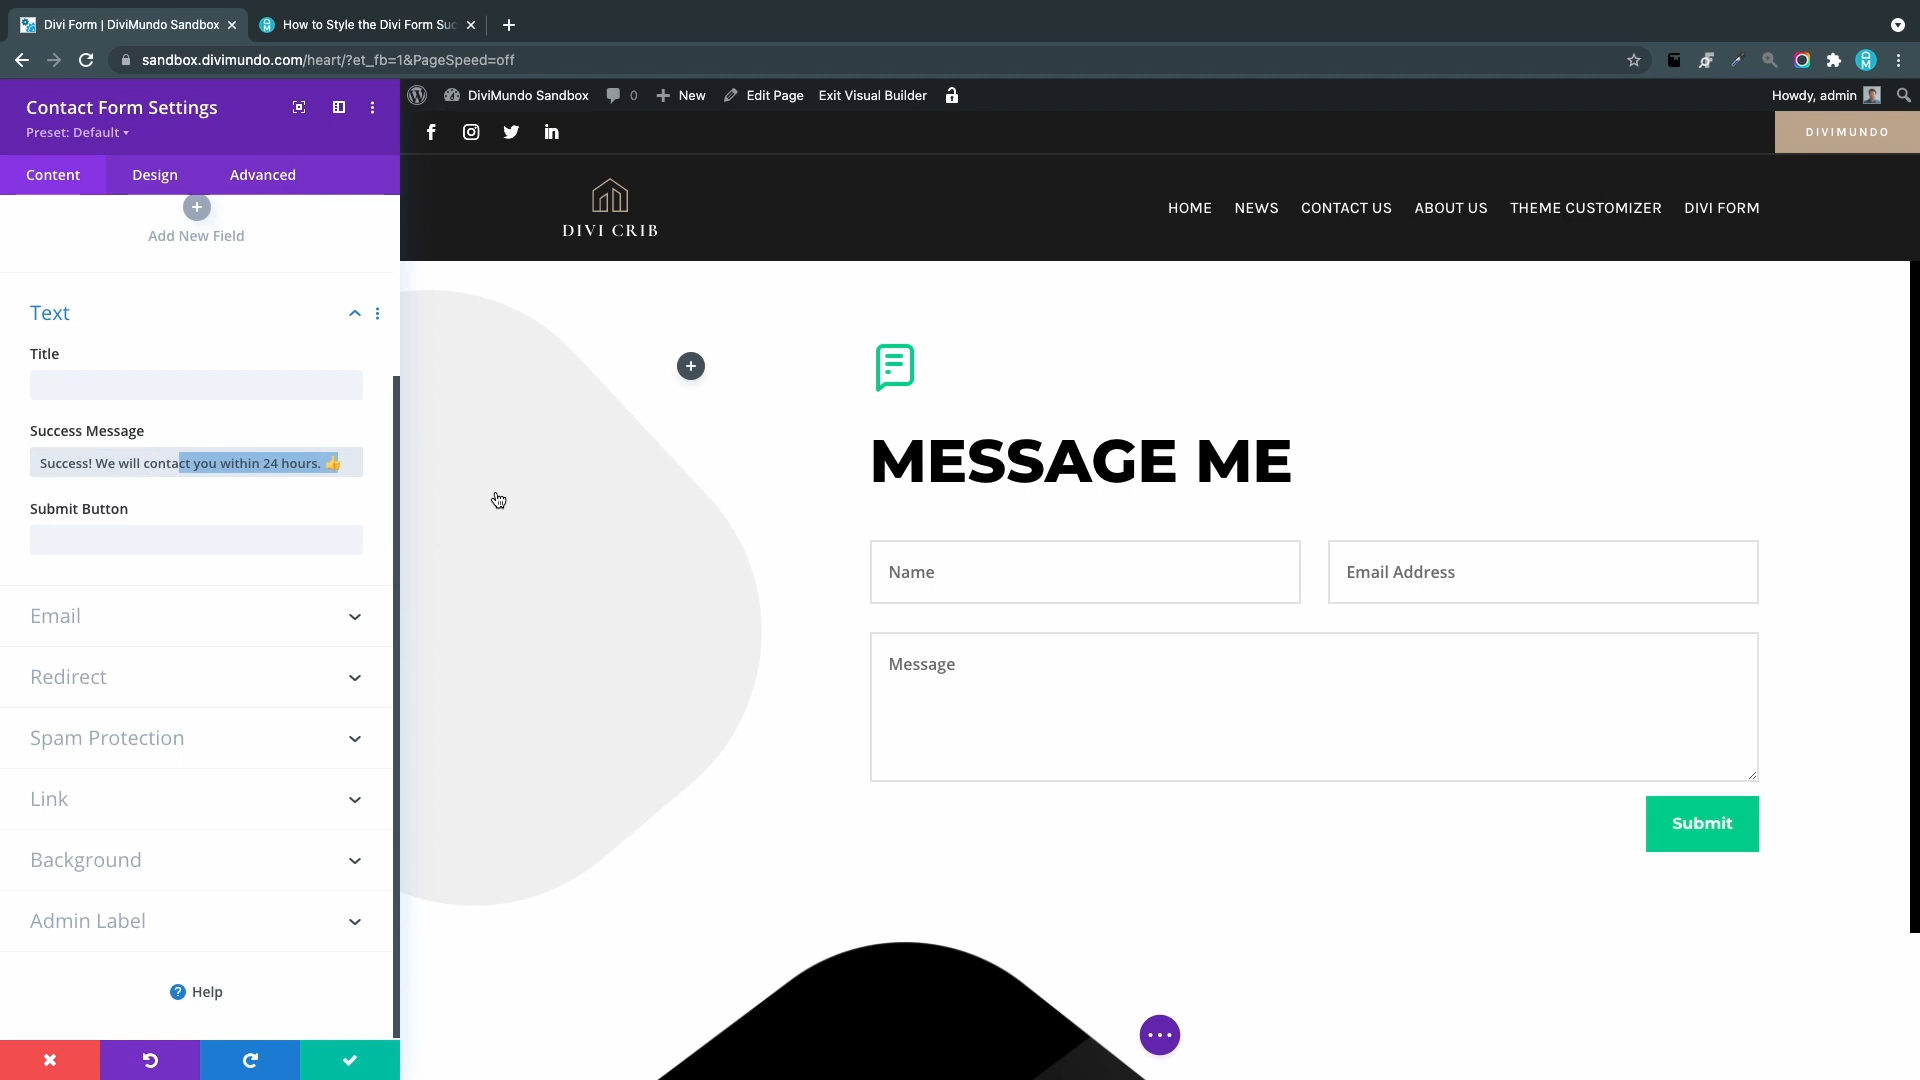 Divi Form | DiviMundo Sandbox
How to Style the Divi Form Suc
sandbox.divimundo.com/heart/?et_fb=1&PageSpeed=off
Contact Form Settings
Preset: Default
Content
Design
Advanced
Add New Field
Text
Title
Success Message
Success! We will contact you within 24 hours. 👍
Submit Button
Email
Redirect
Spam Protection
Link
Background
Admin Label
? Help
DiviMundo Sandbox
0
New
Edit Page
Exit Visual Builder
Howdy, admin
DIVIMUNDO
DIVI CRIB
HOME
NEWS
CONTACT US
ABOUT US
THEME CUSTOMIZER
DIVI FORM
MESSAGE ME
Name
Email Address
Message
Submit